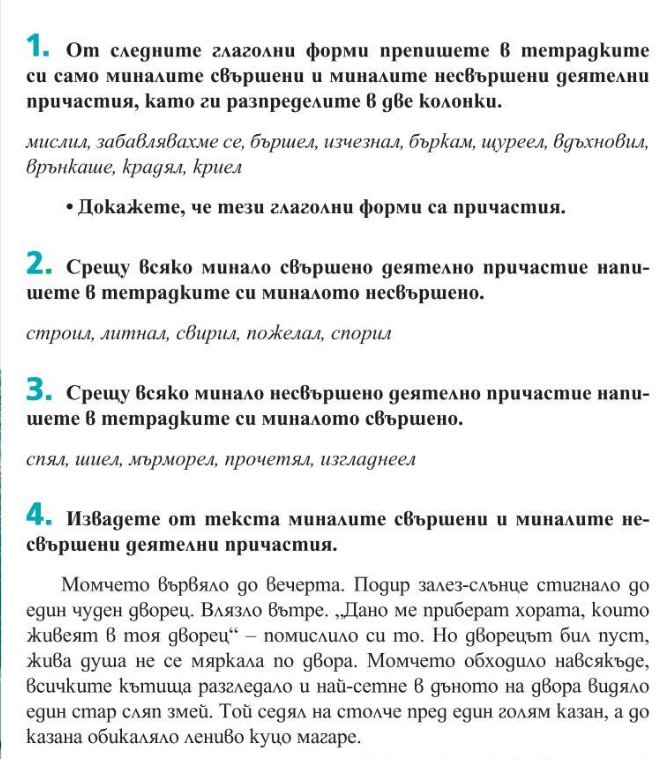 1. От следните глаголни форми препишете в тетрадките
си само миналите свършени и миналите несвършени деятелни
причастия, като ги разпределите в две колонки.
мислил, забавлявахме се, бършел, изчезнал, бъркам, щуреел, вдъхновил,
врънкаше, крадял, криел
• Докажете, че тези глаголни форми са причастия.
2. Срещу всяко минало свършено деятелно причастие напи-
шете в тетрадките си миналото несвършено.
строил, литнал, свирил, пожелал, спорил
3. Срещу всяко минало несвършено деятелно причастие напи-
шете в тетрадките си миналото свършено.
спял, шиел, мърморел, прочетял, изгладнеел
4. Извадете от текста миналите свършени и миналите не-
свършени деятелни причастия.
Момчето вървяло до вечерта. Подир залез-слънце стигнало до
един чуден дворец. Влязло вътре. „Дано ме приберат хората, които
живеят в тоя дворец“ – помислило си то. Но дворецът бил пуст,
жива душа не се мяркала по двора. Момчето обходило навсякъде,
всичките кътища разгледало и най-сетне в дъното на двора видяло
един стар сляп змей. Той седял на столче пред един голям казан, а до
казана обикаляло лениво куцо магаре.